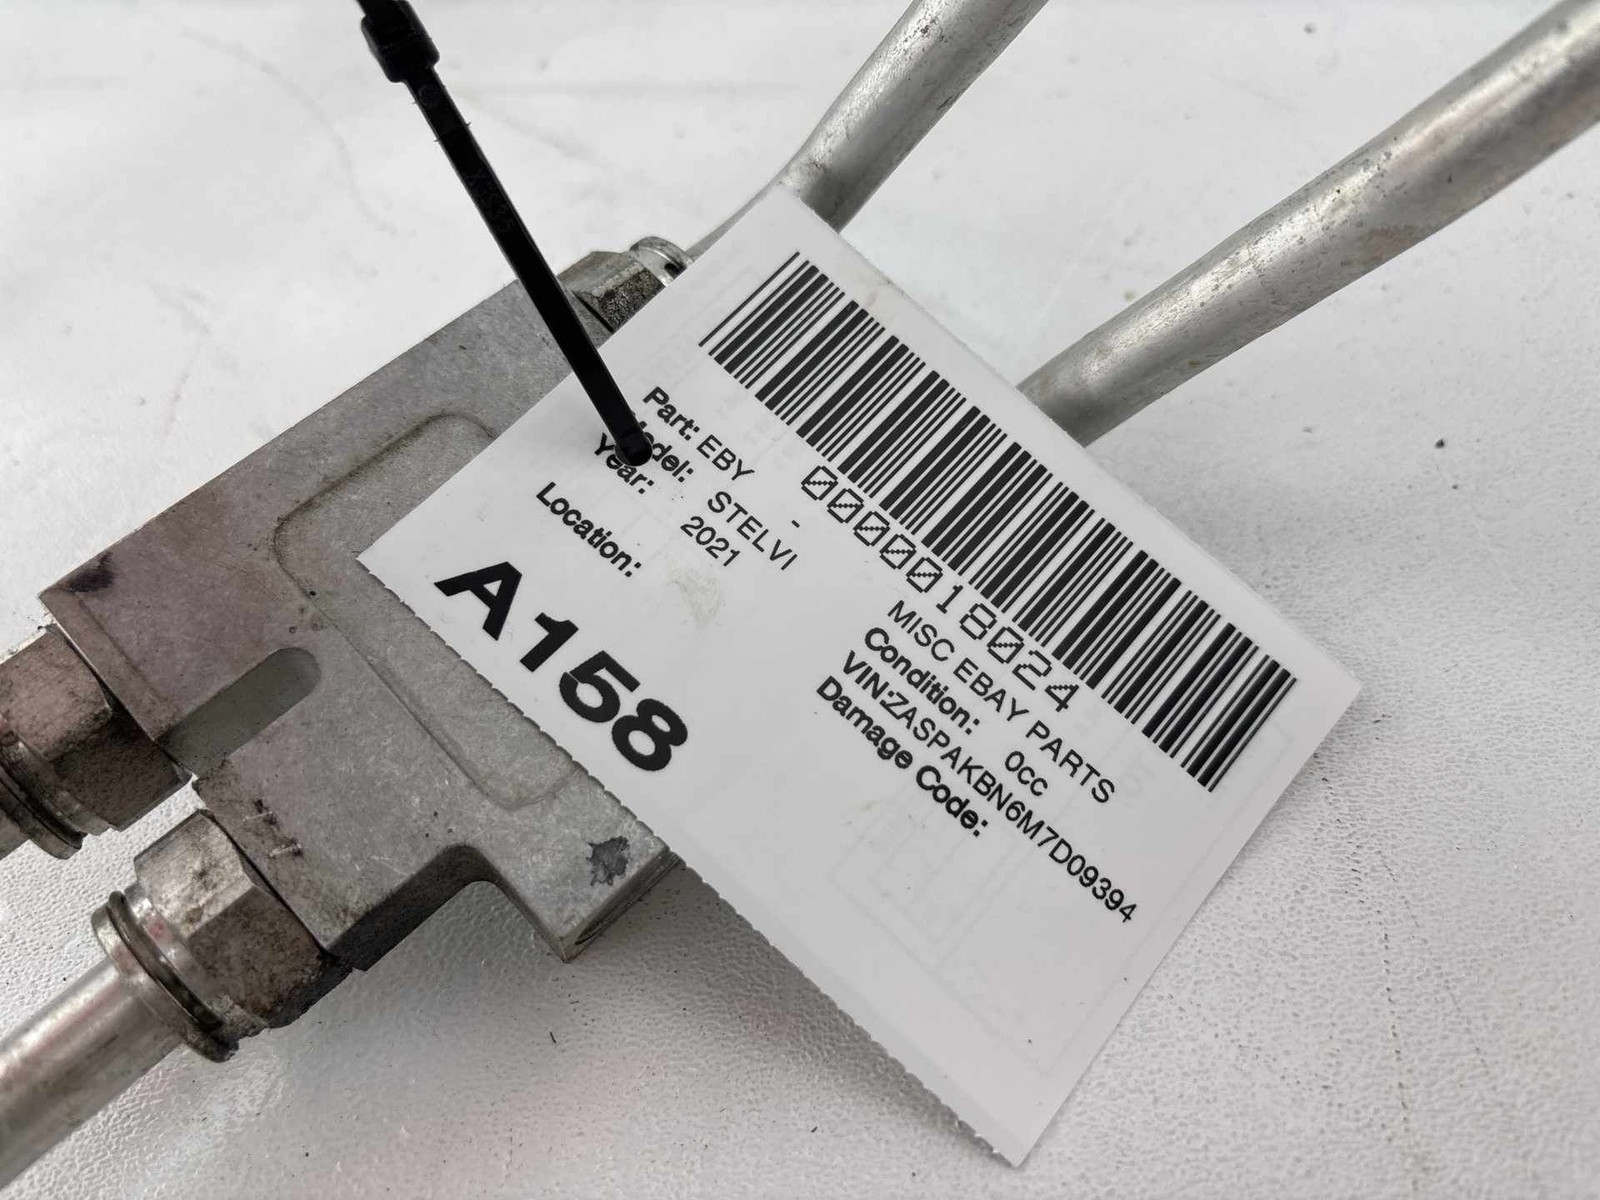 0000018024
Part: EBY - MISC EBAY PARTS
Model: STELVI Condition: 0cc
Year: 2021 VIN:ZASPAKBN6M7D09394
Damage Code:
Location:
A158